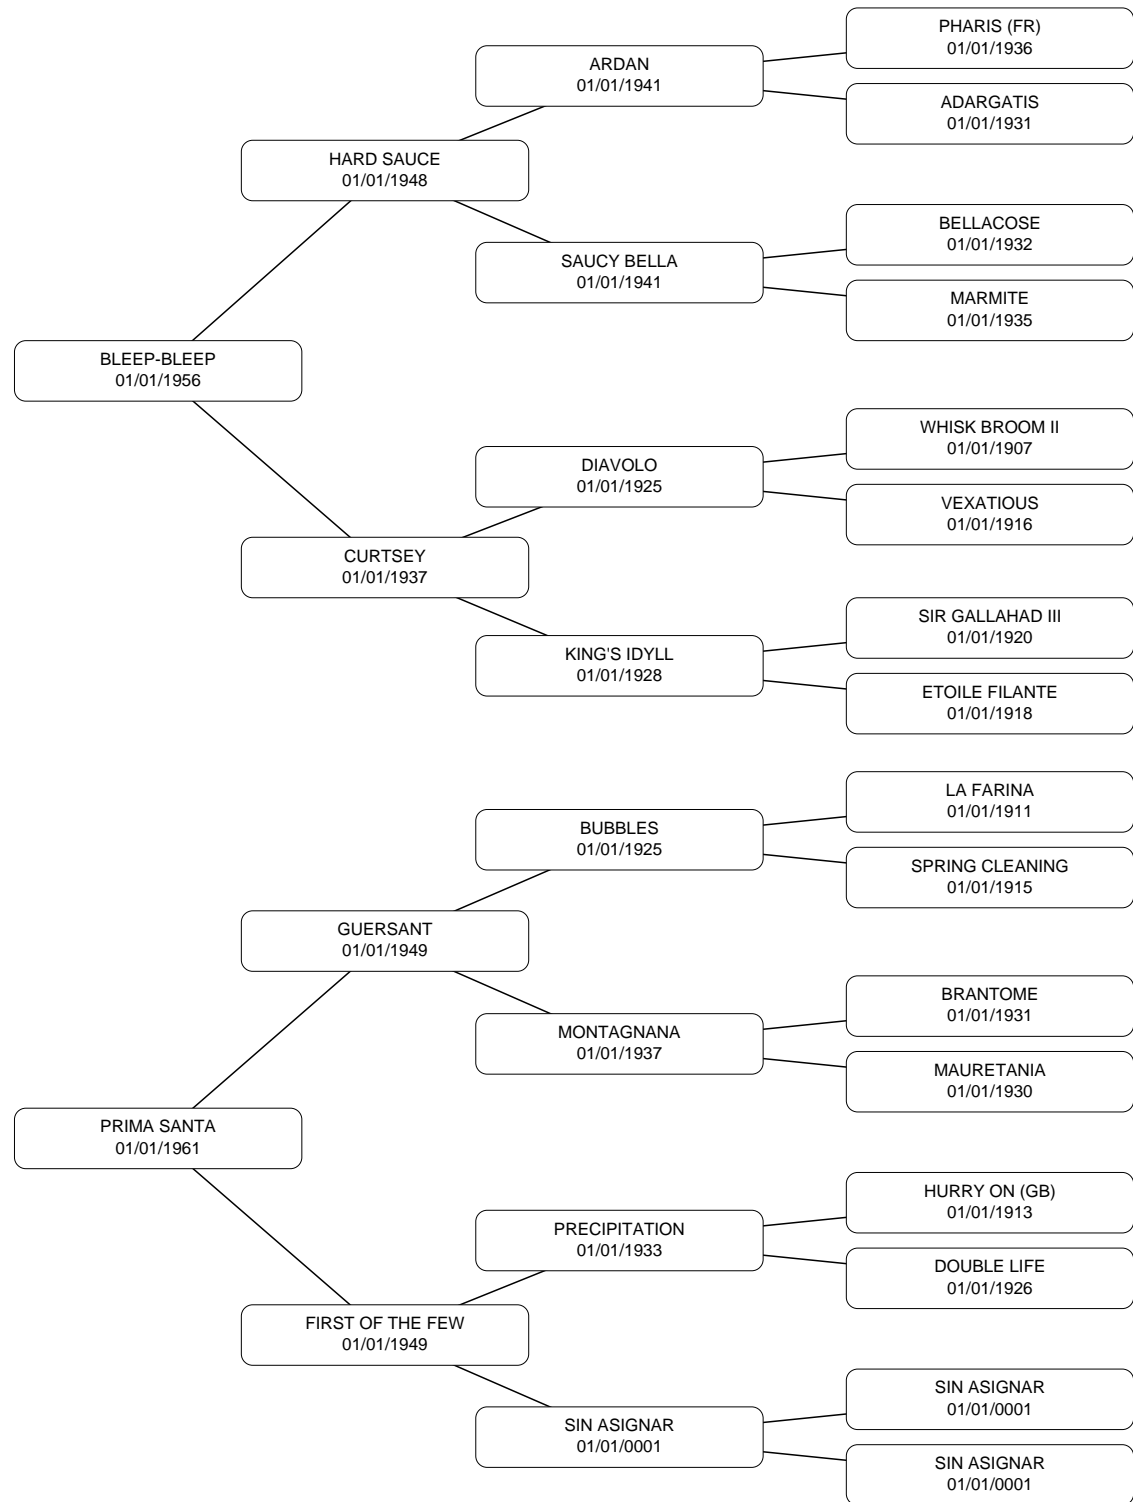 PHARIS (FR)
01/01/1936
ARDAN
01/01/1941
ADARGATIS
01/01/1931
HARD SAUCE
01/01/1948
BELLACOSE
01/01/1932
SAUCY BELLA
01/01/1941
MARMITE
01/01/1935
BLEEP-BLEEP
01/01/1956
WHISK BROOM II
01/01/1907
DIAVOLO
01/01/1925
VEXATIOUS
01/01/1916
CURTSEY
01/01/1937
SIR GALLAHAD III
01/01/1920
KING'S IDYLL
01/01/1928
ETOILE FILANTE
01/01/1918
LA FARINA
01/01/1911
BUBBLES
01/01/1925
SPRING CLEANING
01/01/1915
GUERSANT
01/01/1949
BRANTOME
01/01/1931
MONTAGNANA
01/01/1937
MAURETANIA
01/01/1930
PRIMA SANTA
01/01/1961
HURRY ON (GB)
01/01/1913
PRECIPITATION
01/01/1933
DOUBLE LIFE
01/01/1926
FIRST OF THE FEW
01/01/1949
SIN ASIGNAR
01/01/0001
SIN ASIGNAR
01/01/0001
SIN ASIGNAR
01/01/0001